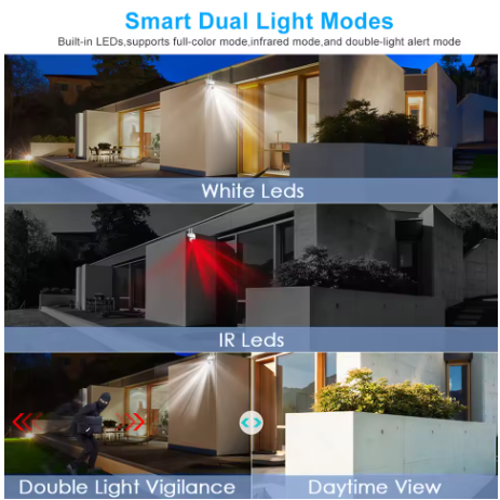 Smart Dual Light Modes
Built-in LEDs,supports full-color mode,infrared mode,and double-light alert mode
White Leds
IR Leds
Double Light Vigilance
Daytime View